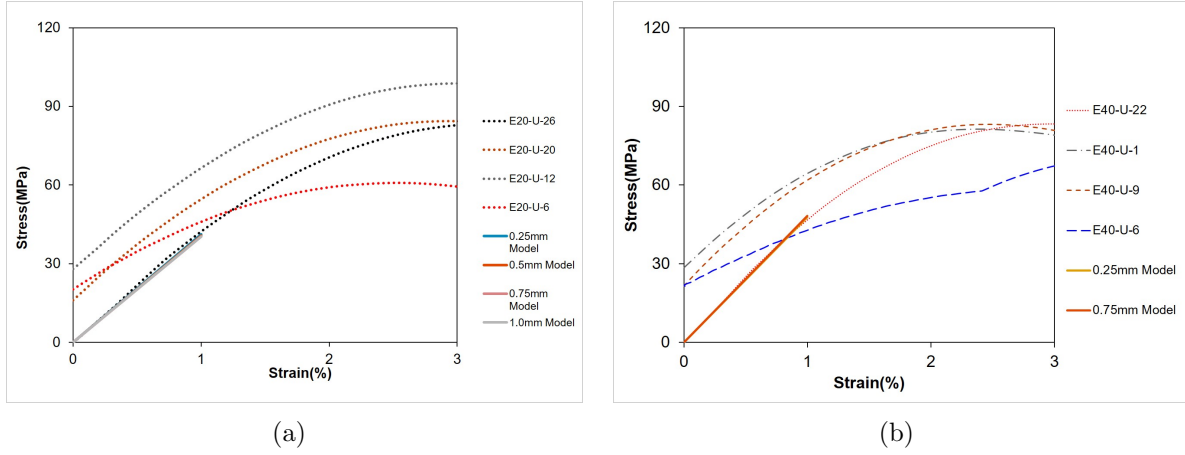 120
90
60
30
0
Stress(MPa)
0
1
2
3
Strain(%)
E20-U-26
E20-U-20
E20-U-12
E20-U-6
0.25mm
Model
0.5mm Model
0.75mm
Model
1.0mm Model
(a)
120
90
60
30
0
Stress(MPa)
0
1
2
3
Strain(%)
E40-U-22
E40-U-1
E40-U-9
E40-U-6
0.25mm Model
0.75mm Model
(b)